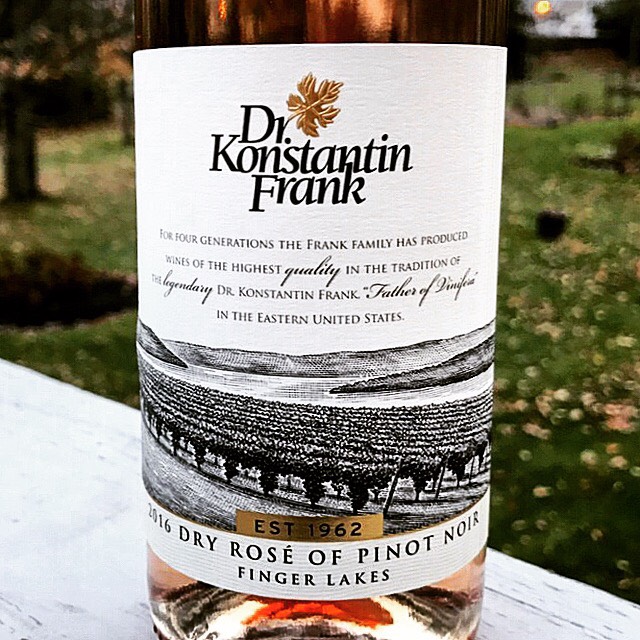 Dr.
Konstantin
Frank
For four generations the Frank family has produced
wines of the highest quality in the tradition of
the legendary Dr. Konstantin Frank, "Father of Vinifera"
in the Eastern United States.
EST 1962
2016 DRY ROSÉ OF PINOT NOIR
FINGER LAKES